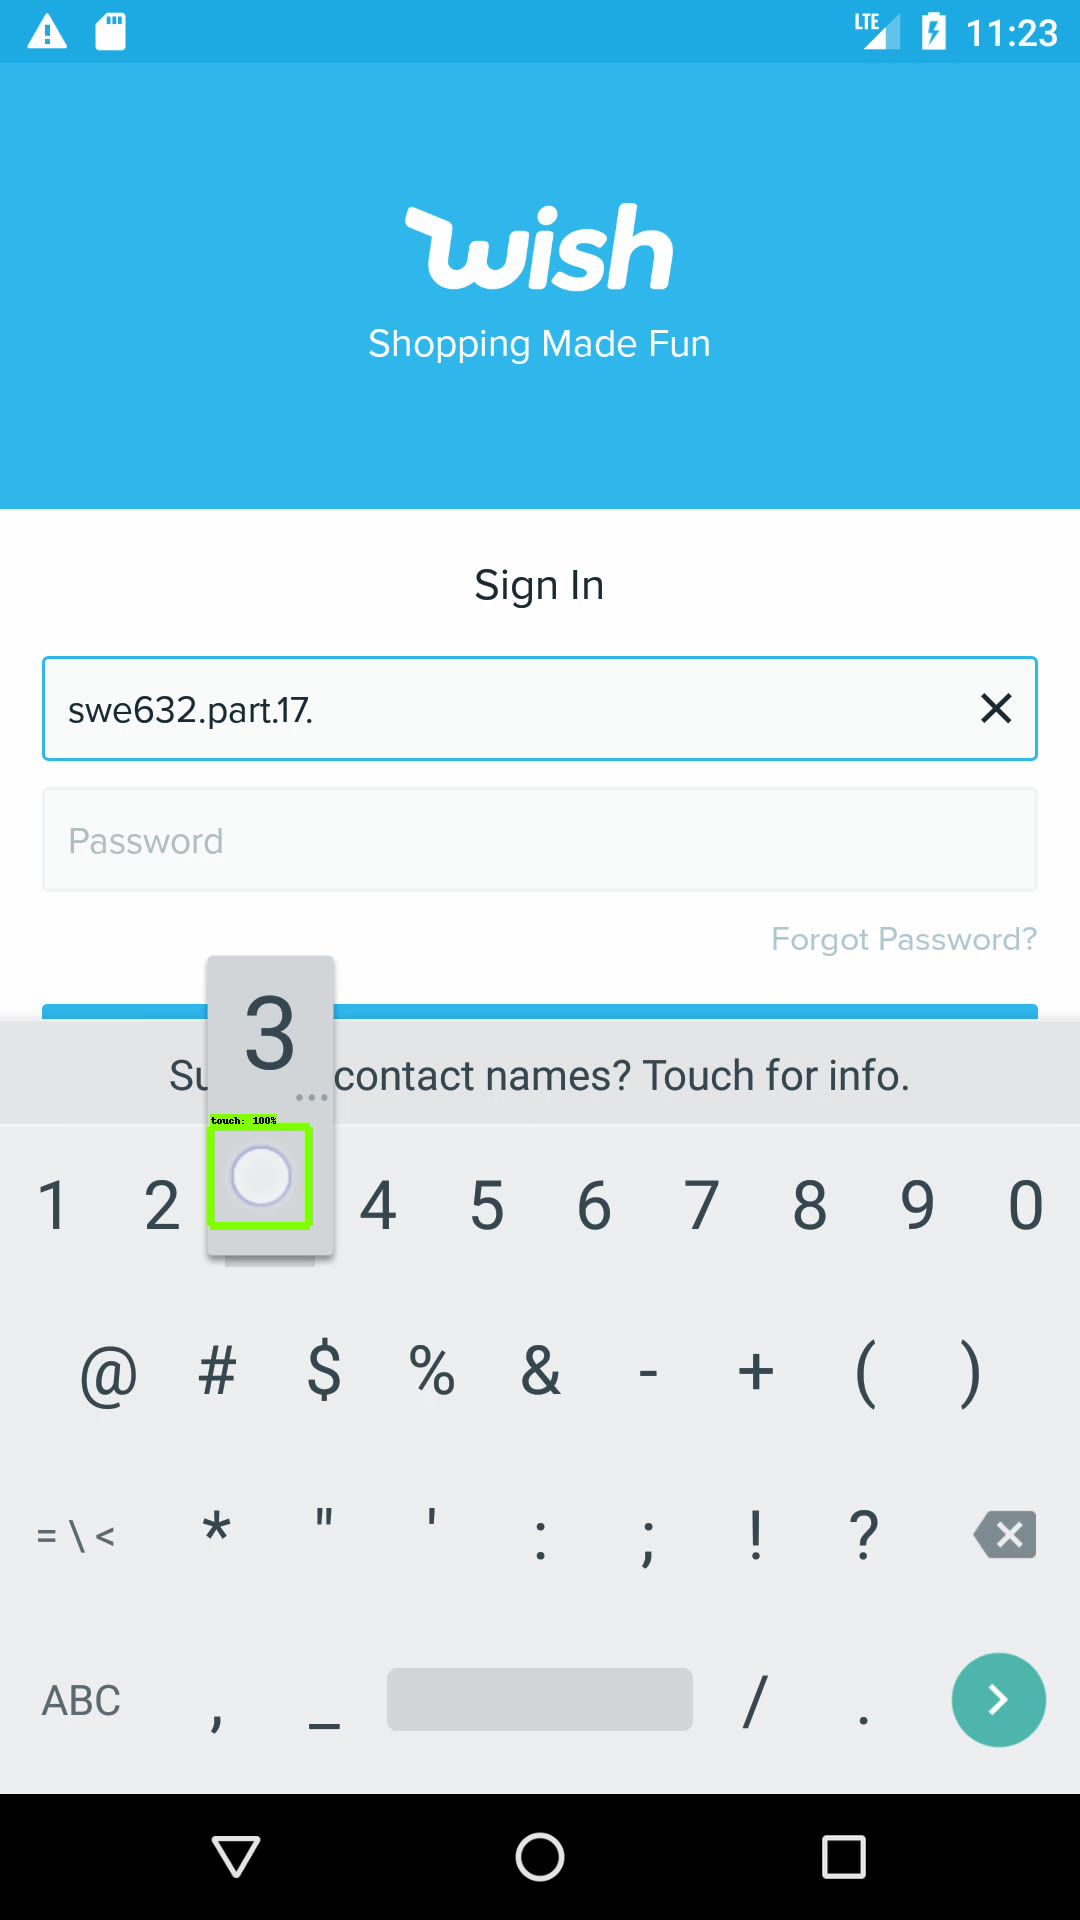 LTE 11:23
wish
Shopping Made Fun
Sign In
swe632.part.17.
Password
Forgot Password?
3
contact names? Touch for info.
touch: 100%
1 2 4 5 6 7 8 9 0
@ # $ % & - + ( )
= \ < * " ' : ; ! ?
ABC , _ / .